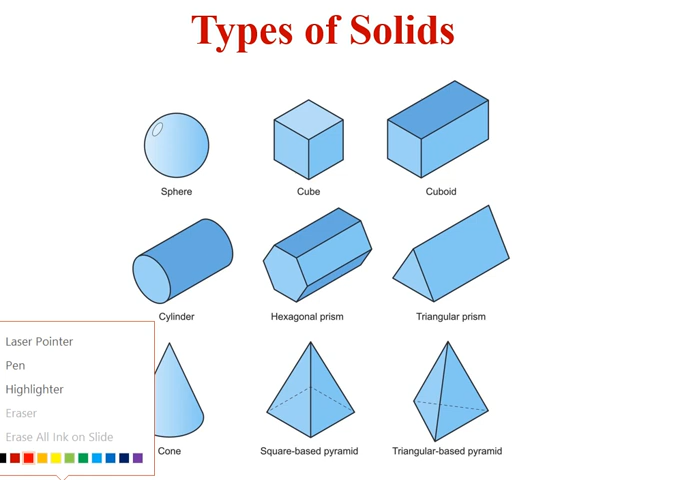 Types of Solids
Sphere
Cube
Cuboid
Cylinder
Hexagonal prism
Triangular prism
Laser Pointer
Pen
Highlighter
Eraser
Erase All Ink on Slide
Cone
Square-based pyramid
Triangular-based pyramid